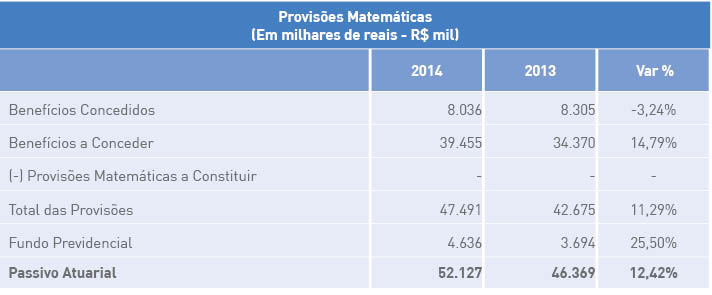 Provisões Matemáticas
(Em milhares de reais - R$ mil)
2014 2013 Var %
Benefícios Concedidos 8.036 8.305 -3,24%
Benefícios a Conceder 39.455 34.370 14,79%
(-) Provisões Matemáticas a Constituir - - -
Total das Provisões 47.491 42.675 11,29%
Fundo Previdencial 4.636 3.694 25,50%
Passivo Atuarial 52.127 46.369 12,42%